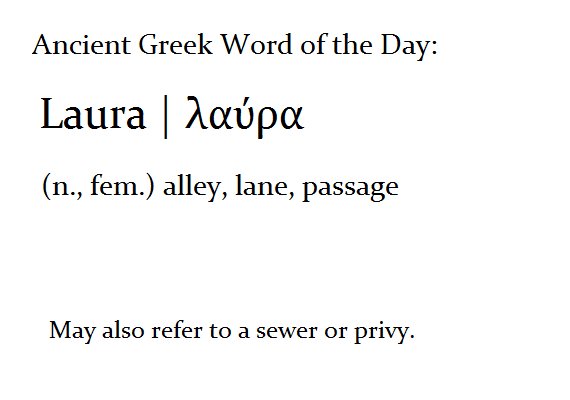 Ancient Greek Word of the Day:
Laura | λαύρα
(n., fem.) alley, lane, passage
May also refer to a sewer or privy.